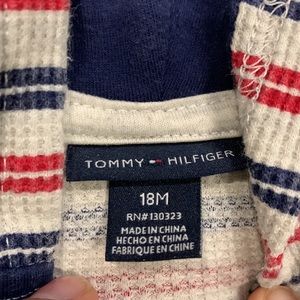 TOMMY HILFIGER
18M
RN#130323
MADE IN CHINA
HECHO EN CHINA
FABRIQUE EN CHINE